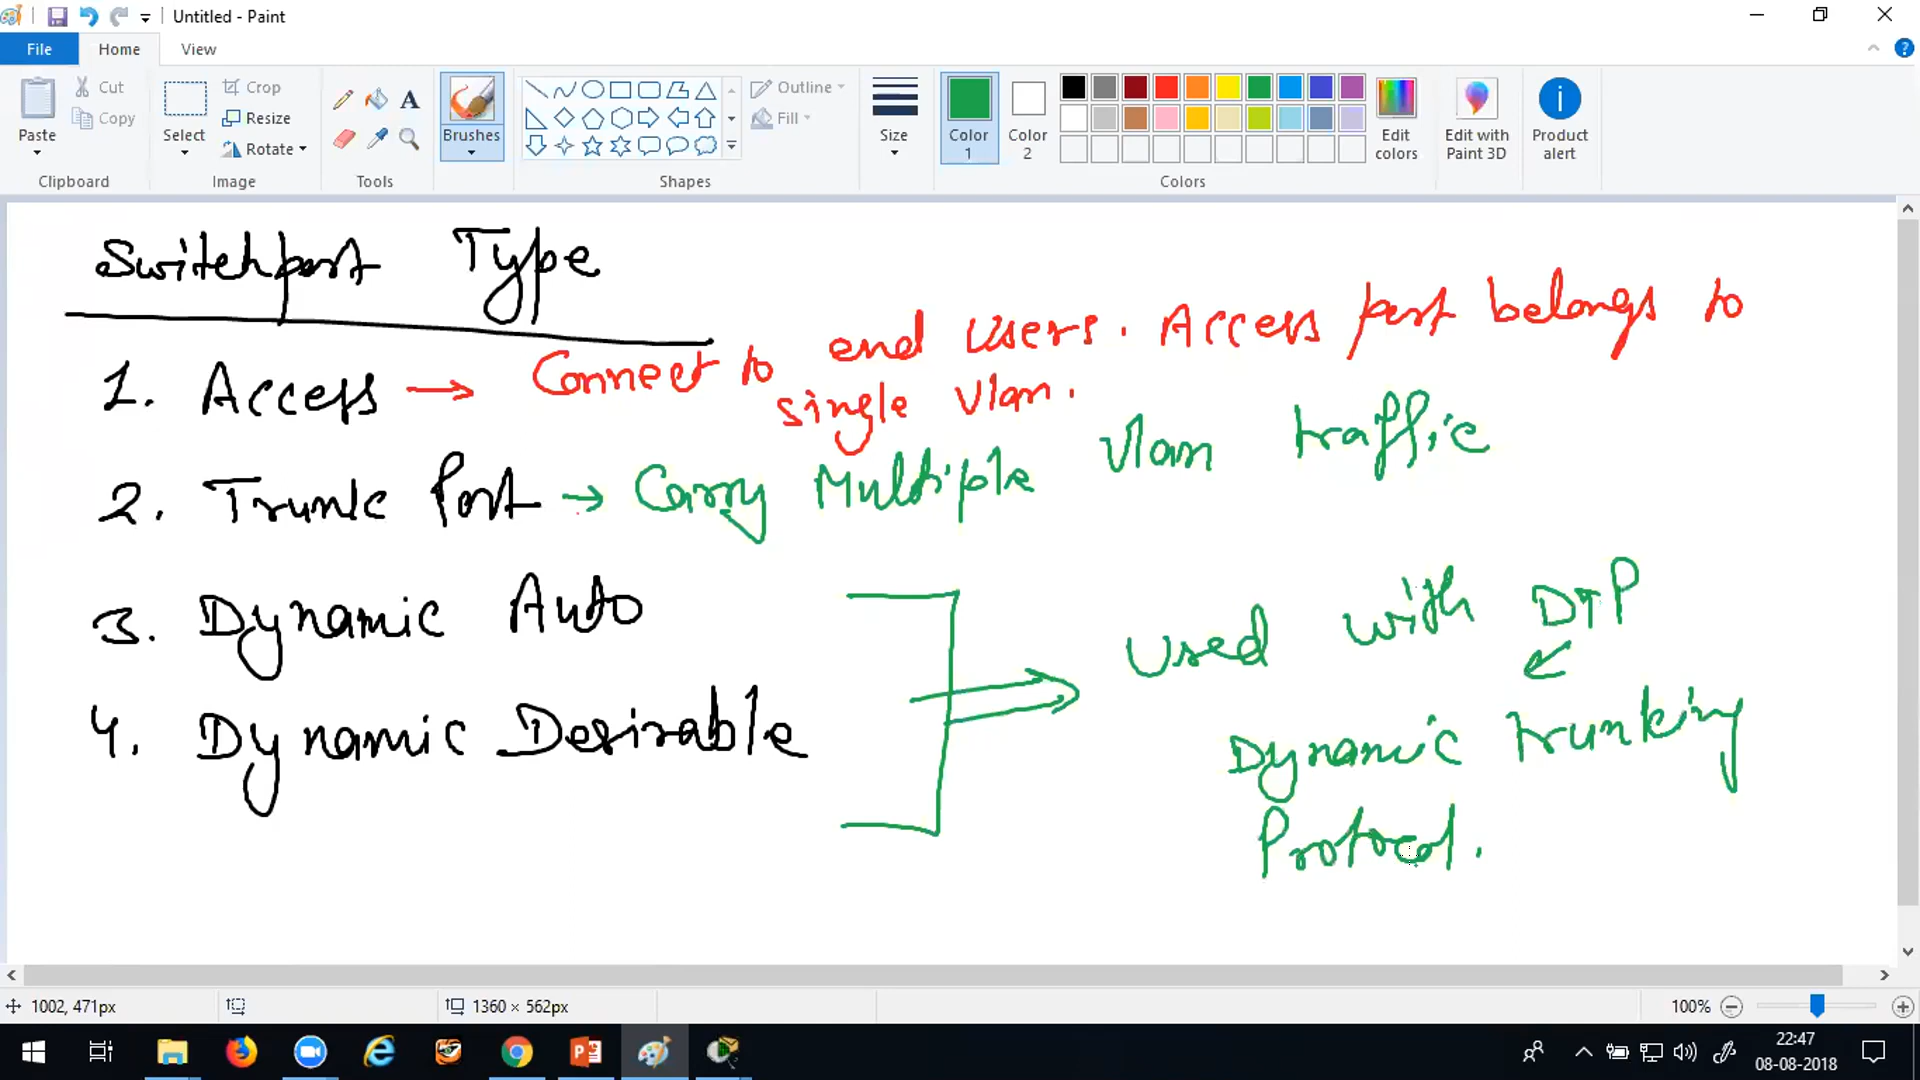 Untitled - Paint
File Home View
Paste
Cut
Copy
Clipboard
Select
Crop
Resize
Rotate
Image
Tools
Brushes
Shapes
Outline
Fill
Size
Color 1
Color 2
Colors
Edit colors
Edit with Paint 3D
Product alert
Switchport Type
1. Access → Connect to end users. Access port belongs to
single vlan.
2. Trunk Port → Carry Multiple vlan traffic
3. Dynamic Auto
4. Dynamic Desirable
Used with DTP
Dynamic trunking
Protocol.
1002, 471px
1360 × 562px
100%
22:47
08-08-2018